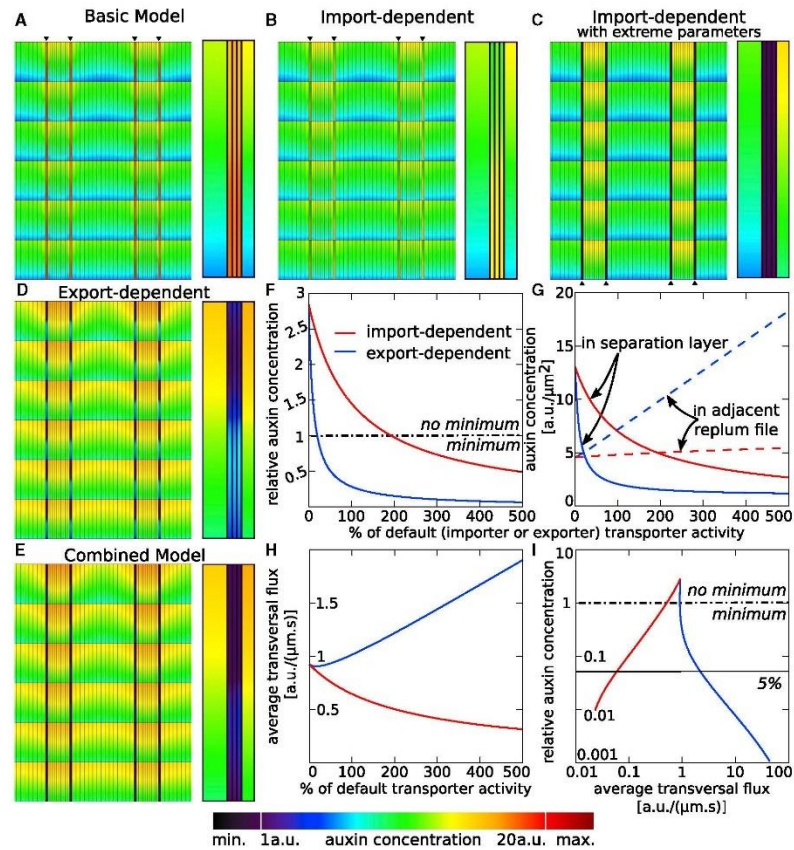 A Basic Model
B Import-dependent
C Import-dependent
with extreme parameters
D Export-dependent
E Combined Model
F
relative auxin concentration
3
2.5
2
1.5
1
0.5
import-dependent
export-dependent
no minimum
minimum
0 100 200 300 400 500
G
auxin concentration
[a.u./µm2]
20
15
10
5
0
in separation layer
in adjacent
replum file
0 100 200 300 400 500
% of default (importer or exporter) transporter activity
H
average transversal flux
[a.u./(µm.s)]
1.5
1
0.5
0 100 200 300 400 500
% of default transporter activity
I
relative auxin concentration
10
1
0.1
0.01
0.001
no minimum
minimum
5%
0.01 0.1 1 10 100
average transversal flux
[a.u./(µm.s)]
min. 1a.u. auxin concentration 20a.u. max.